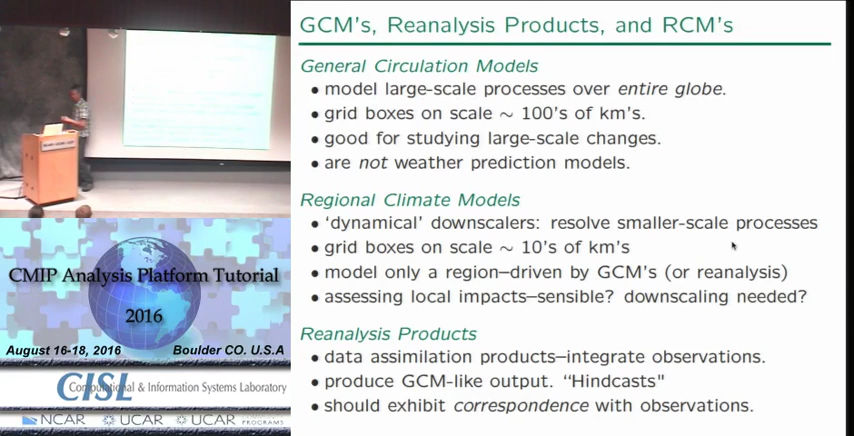 GCM's, Reanalysis Products, and RCM's
General Circulation Models
• model large-scale processes over entire globe.
• grid boxes on scale ∼ 100's of km's.
• good for studying large-scale changes.
• are not weather prediction models.
Regional Climate Models
• ‘dynamical’ downscalers: resolve smaller-scale processes
• grid boxes on scale ∼ 10's of km's
• model only a region—driven by GCM's (or reanalysis)
• assessing local impacts—sensible? downscaling needed?
Reanalysis Products
• data assimilation products—integrate observations.
• produce GCM-like output. “Hindcasts"
• should exhibit correspondence with observations.
CMIP Analysis Platform Tutorial
2016
August 16-18, 2016 Boulder CO. U.S.A
CISL
Computational & Information Systems Laboratory
NCAR UCAR UCAR PROGRAMS